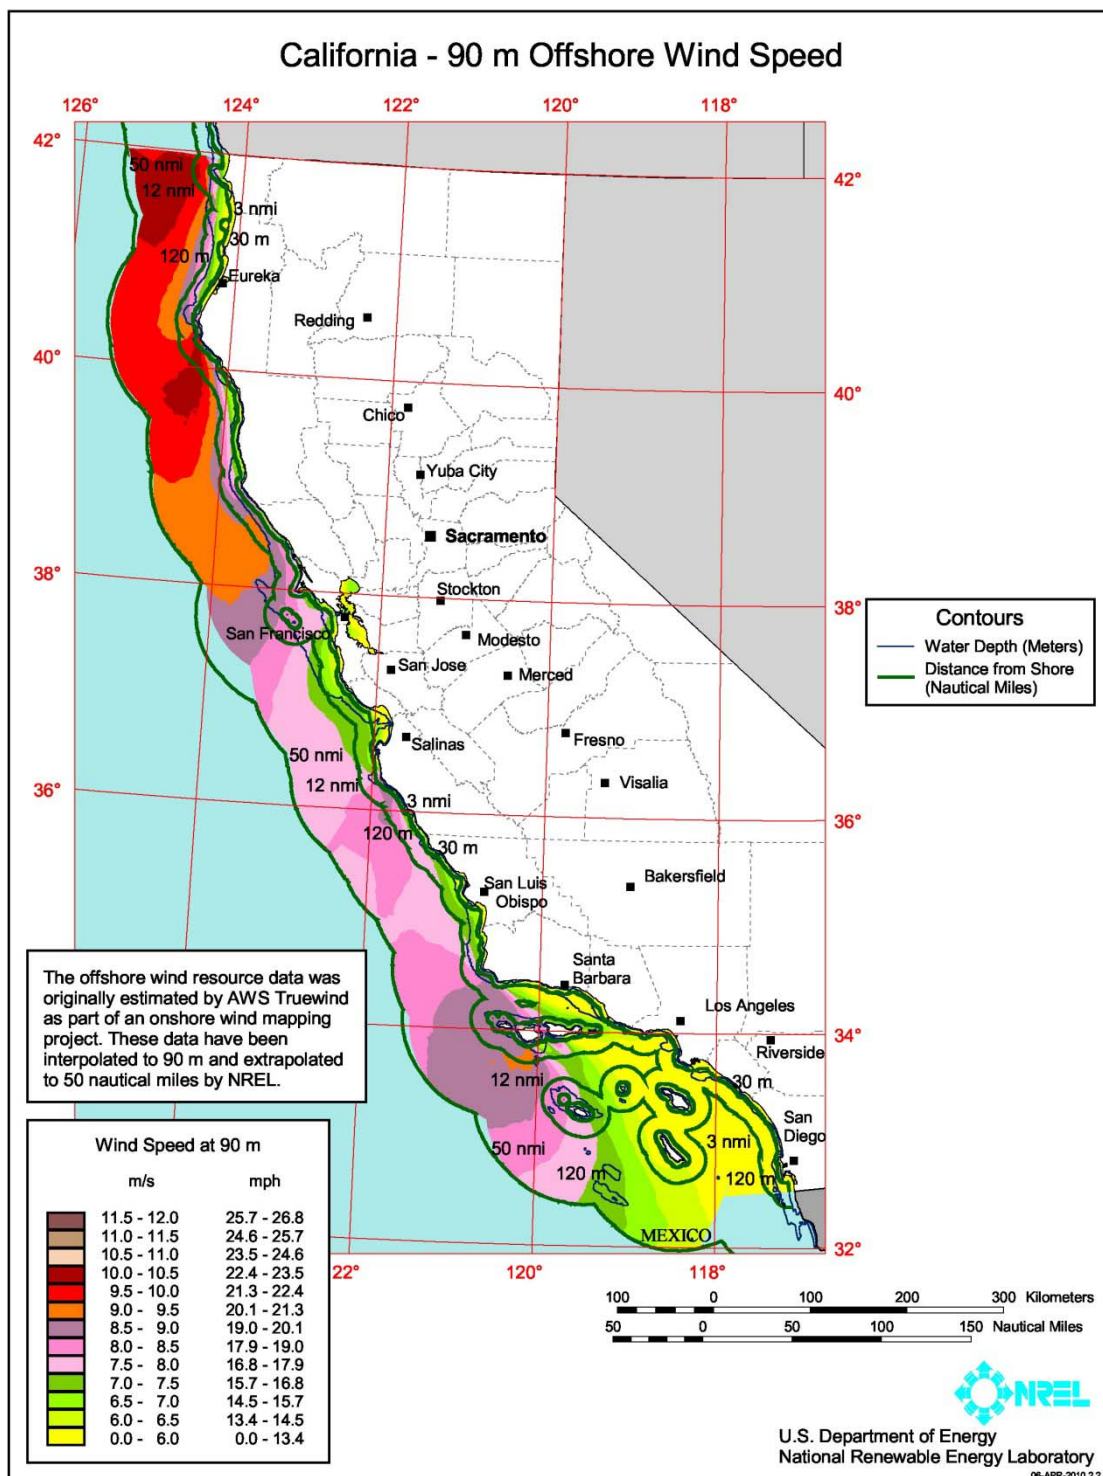 California - 90 m Offshore Wind Speed
126° 124° 122° 120° 118°
42°
42°
50 nmi
12 nmi
3 nmi
30 m
120 m
Eureka
Redding
40°
40°
Chico
Yuba City
Sacramento
38°
38°
Stockton
San Francisco
Modesto
San Jose
Merced
Salinas
Fresno
50 nmi
12 nmi
Visalia
36°
36°
3 nmi
120 m
30 m
San Luis
Obispo
Bakersfield
Santa
Barbara
Los Angeles
34°
Riverside
12 nmi
30 m
San
Diego
50 nmi
3 nmi
120 m
120 m
MEXICO
32°
22° 120° 118°
Contours
Water Depth (Meters)
Distance from Shore
(Nautical Miles)
The offshore wind resource data was
originally estimated by AWS Truewind
as part of an onshore wind mapping
project. These data have been
interpolated to 90 m and extrapolated
to 50 nautical miles by NREL.
Wind Speed at 90 m
m/s mph
11.5 - 12.0 25.7 - 26.8
11.0 - 11.5 24.6 - 25.7
10.5 - 11.0 23.5 - 24.6
10.0 - 10.5 22.4 - 23.5
9.5 - 10.0 21.3 - 22.4
9.0 - 9.5 20.1 - 21.3
8.5 - 9.0 19.0 - 20.1
8.0 - 8.5 17.9 - 19.0
7.5 - 8.0 16.8 - 17.9
7.0 - 7.5 15.7 - 16.8
6.5 - 7.0 14.5 - 15.7
6.0 - 6.5 13.4 - 14.5
0.0 - 6.0 0.0 - 13.4
100 0 100 200 300 Kilometers
50 0 50 100 150 Nautical Miles
NREL
U.S. Department of Energy
National Renewable Energy Laboratory